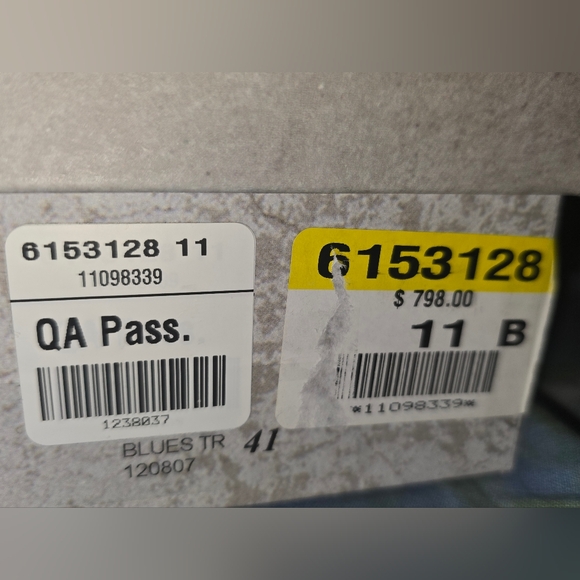 6153128 11
11098339
QA Pass.
1238037
6153128
$ 798.00
11 B
*11098339*
BLUES TR 41
120807